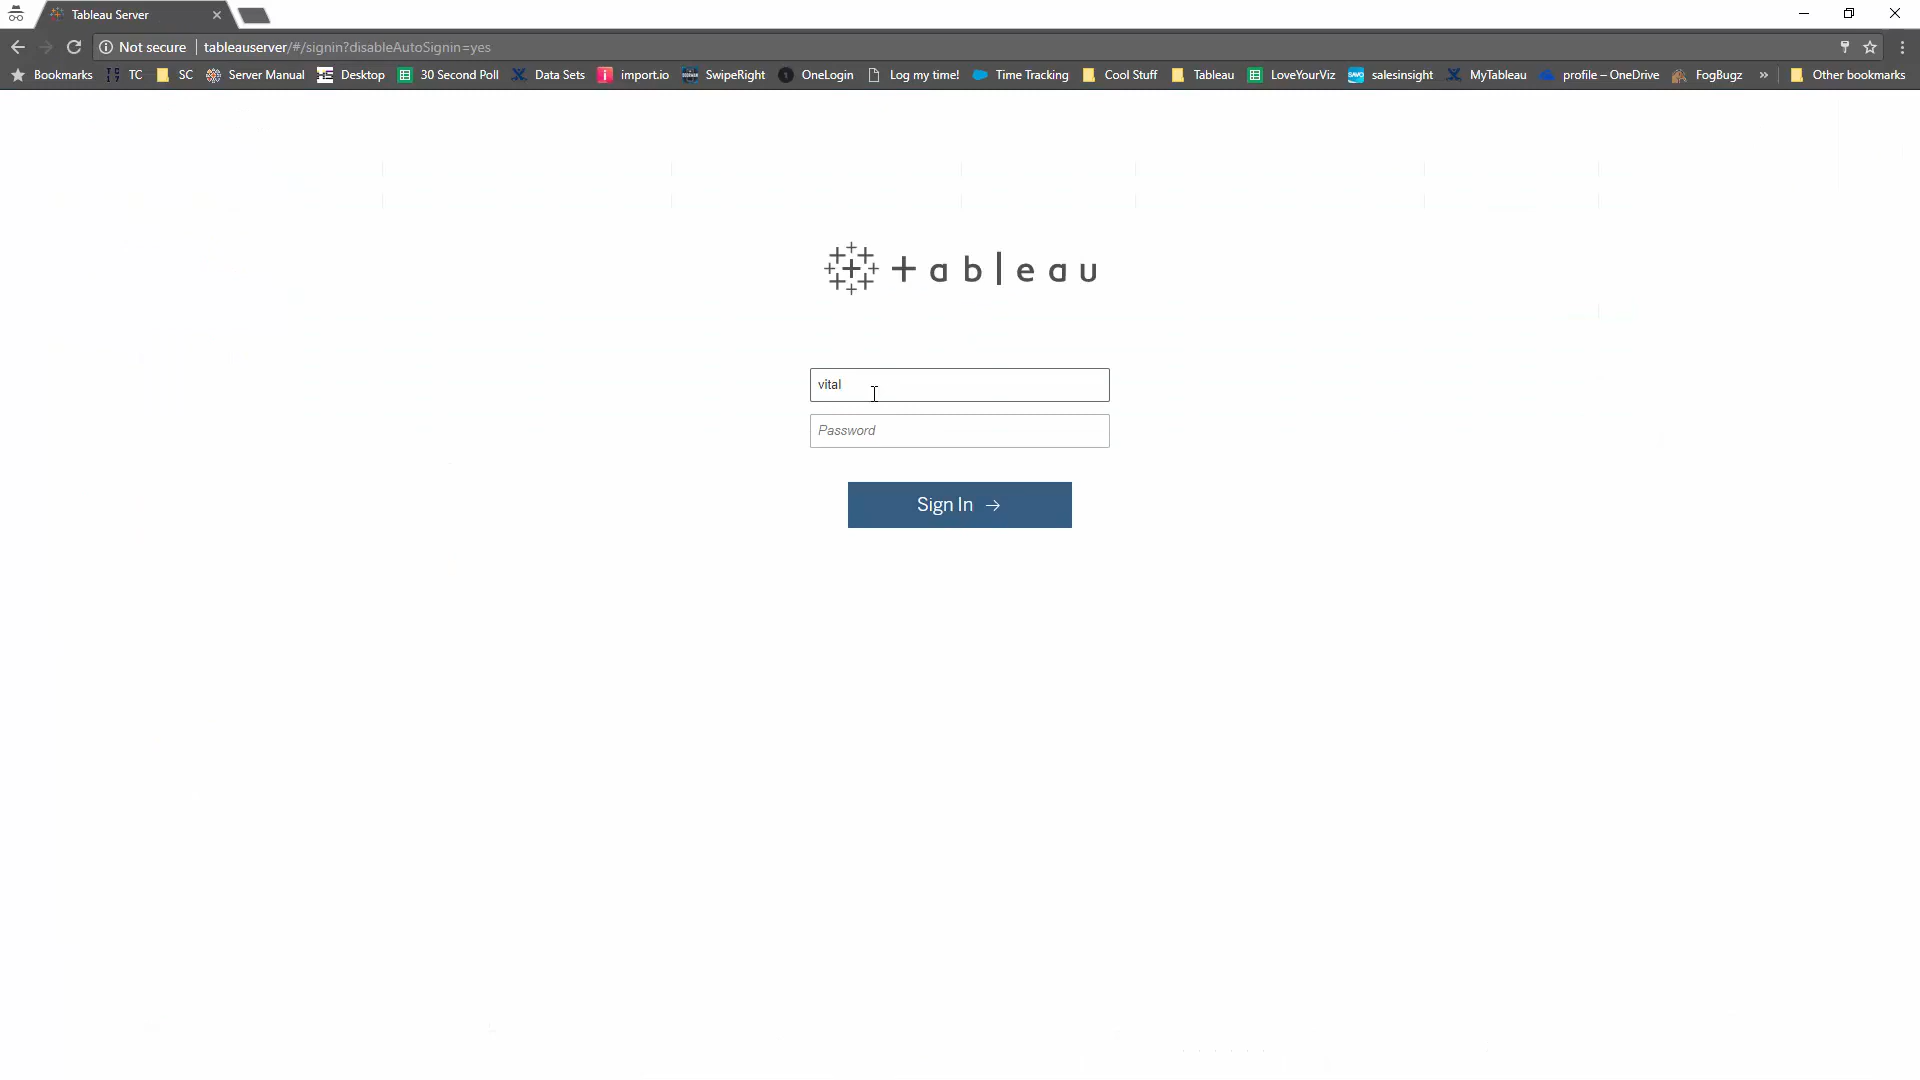 Tableau Server
Not secure tableauserver/#/signin?disableAutoSignin=yes
Bookmarks TC SC Server Manual Desktop 30 Second Poll Data Sets import.io SwipeRight OneLogin Log my time! Time Tracking Cool Stuff Tableau LoveYourViz salesinsight MyTableau profile – OneDrive FogBugz » Other bookmarks
+ableau
vital
Password
Sign In →